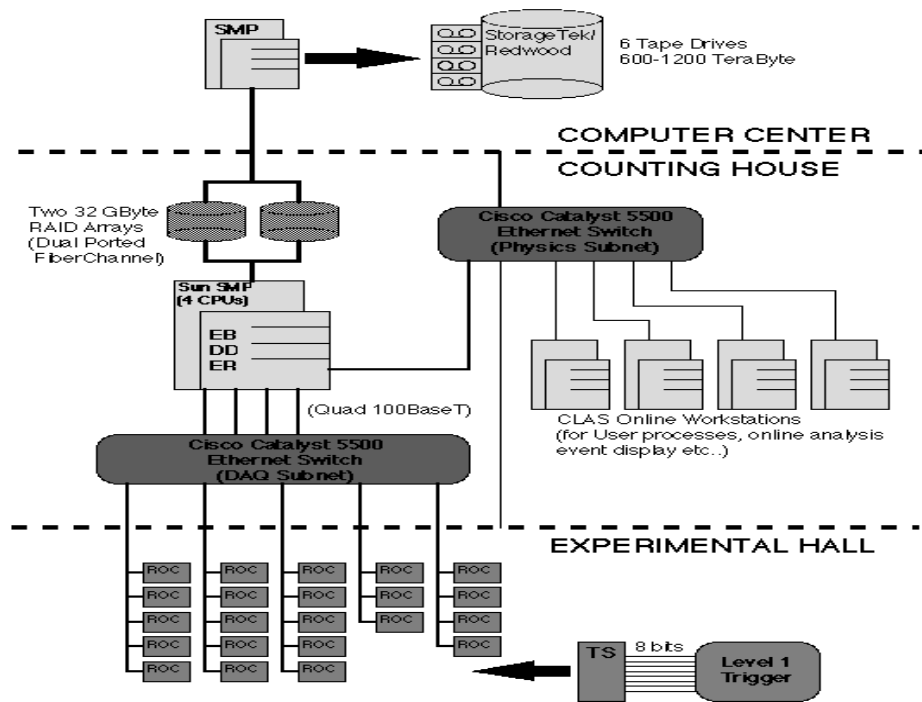 SMP
StorageTek/
Redwood
6 Tape Drives
600-1200 TeraByte
COMPUTER CENTER
COUNTING HOUSE
Two 32 GByte
RAID Arrays
(Dual Ported
FiberChannel)
Cisco Catalyst 5500
Ethernet Switch
(Physics Subnet)
Sun SMP
(4 CPUs)
EB
DD
ER
(Quad 100BaseT)
CLAS Online Workstations
(for User processes, online analysis
event display etc..)
Cisco Catalyst 5500
Ethernet Switch
(DAQ Subnet)
EXPERIMENTAL HALL
ROC ROC ROC ROC ROC
ROC ROC ROC ROC ROC
ROC ROC ROC ROC ROC
ROC ROC ROC ROC
ROC ROC ROC
TS
8 bits
Level 1
Trigger